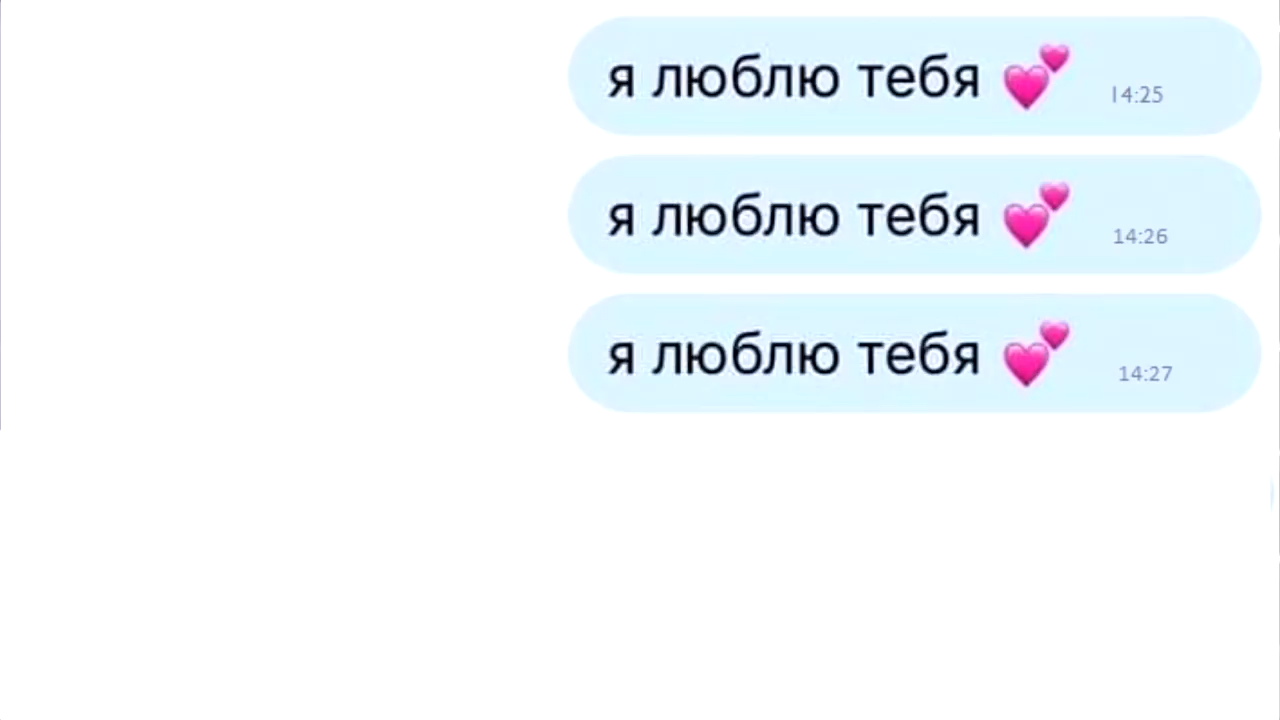 я люблю тебя 💕 14:25
я люблю тебя 💕 14:26
я люблю тебя 💕 14:27